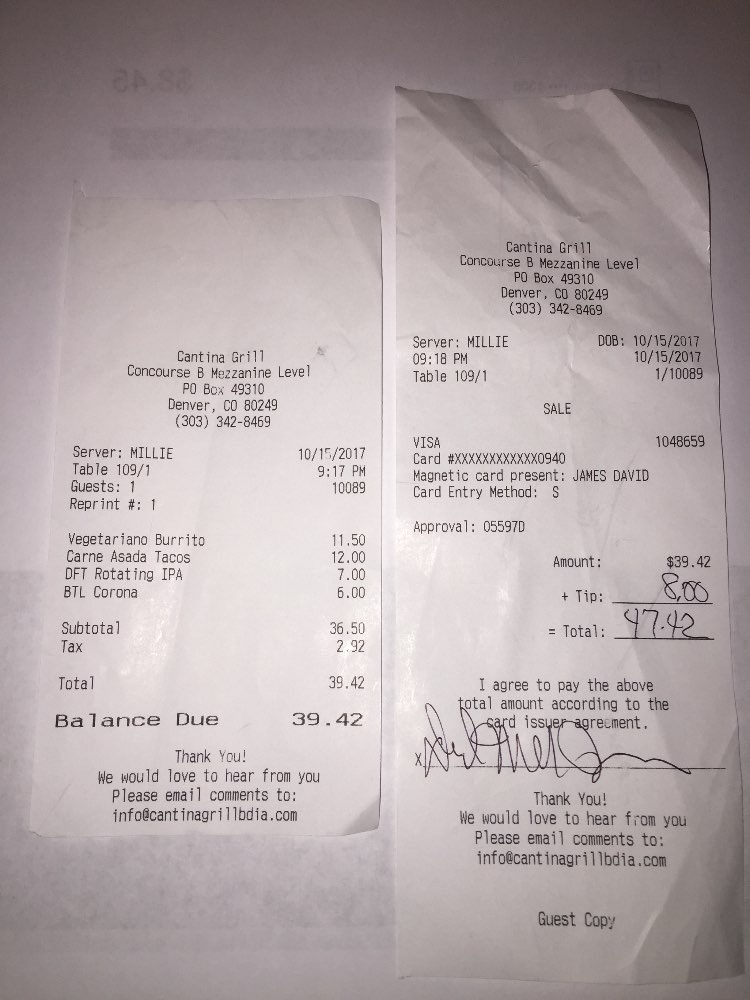 Cantina Grill
Concourse B Mezzanine Level
PO Box 49310
Denver, CO 80249
(303) 342-8469
Server: MILLIE 10/15/2017
Table 109/1 9:17 PM
Guests: 1 10089
Reprint #: 1
Vegetariano Burrito 11.50
Carne Asada Tacos 12.00
DFT Rotating IPA 7.00
BTL Corona 6.00
Subtotal 36.50
Tax 2.92
Total 39.42
Balance Due 39.42
Thank You!
We would love to hear from you
Please email comments to:
info@cantinagrillbdia.com
Cantina Grill
Concourse B Mezzanine Level
PO Box 49310
Denver, CO 80249
(303) 342-8469
Server: MILLIE DOB: 10/15/2017
09:18 PM 10/15/2017
Table 109/1 1/10089
SALE
VISA 1048659
Card #XXXXXXXXXXXX0940
Magnetic card present: JAMES DAVID
Card Entry Method: S
Approval: 05597D
Amount: $39.42
+ Tip: 8.00
= Total: 47.42
I agree to pay the above
total amount according to the
card issuer agreement.
x
Thank You!
We would love to hear from you
Please email comments to:
info@cantinagrillbdia.com
Guest Copy